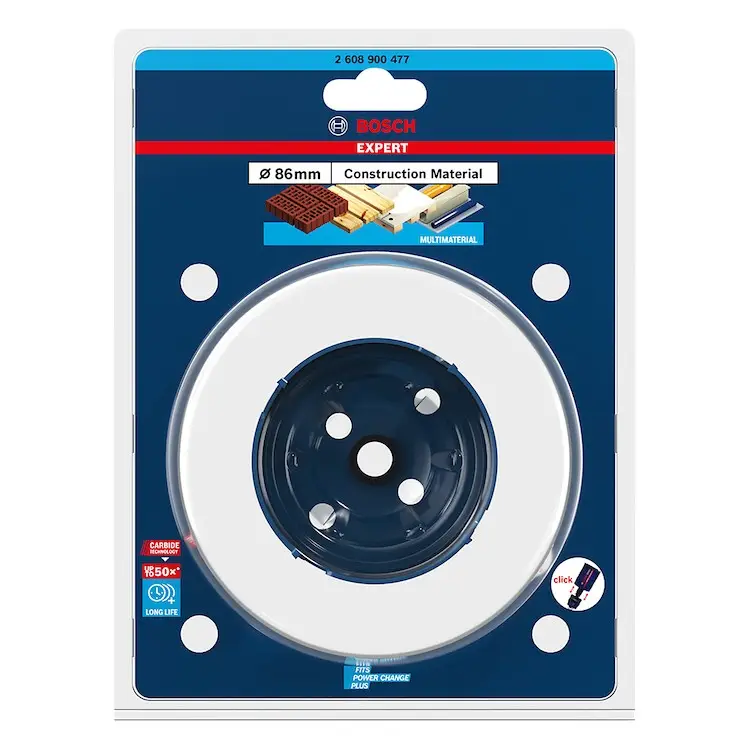 2 608 900 477
BOSCH
EXPERT
Ø 86mm
Construction Material
MULTIMATERIAL
CARBIDE
TECHNOLOGY
UP TO 50x*
LONG LIFE
click
FITS
POWER CHANGE
PLUS